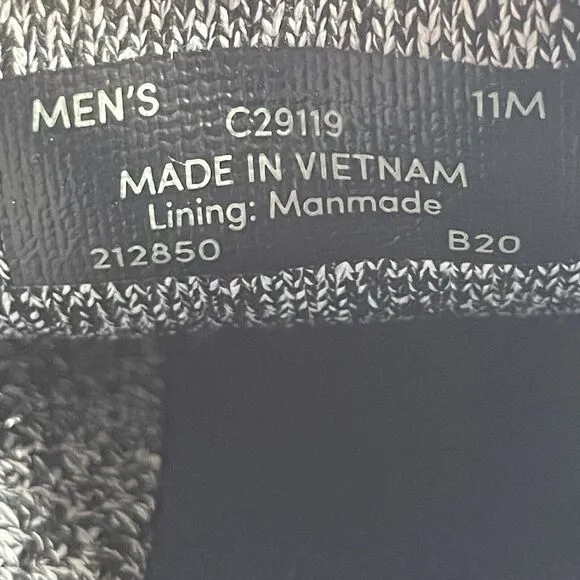 MEN'S 11M
C29119
MADE IN VIETNAM
Lining: Manmade
212850 B20